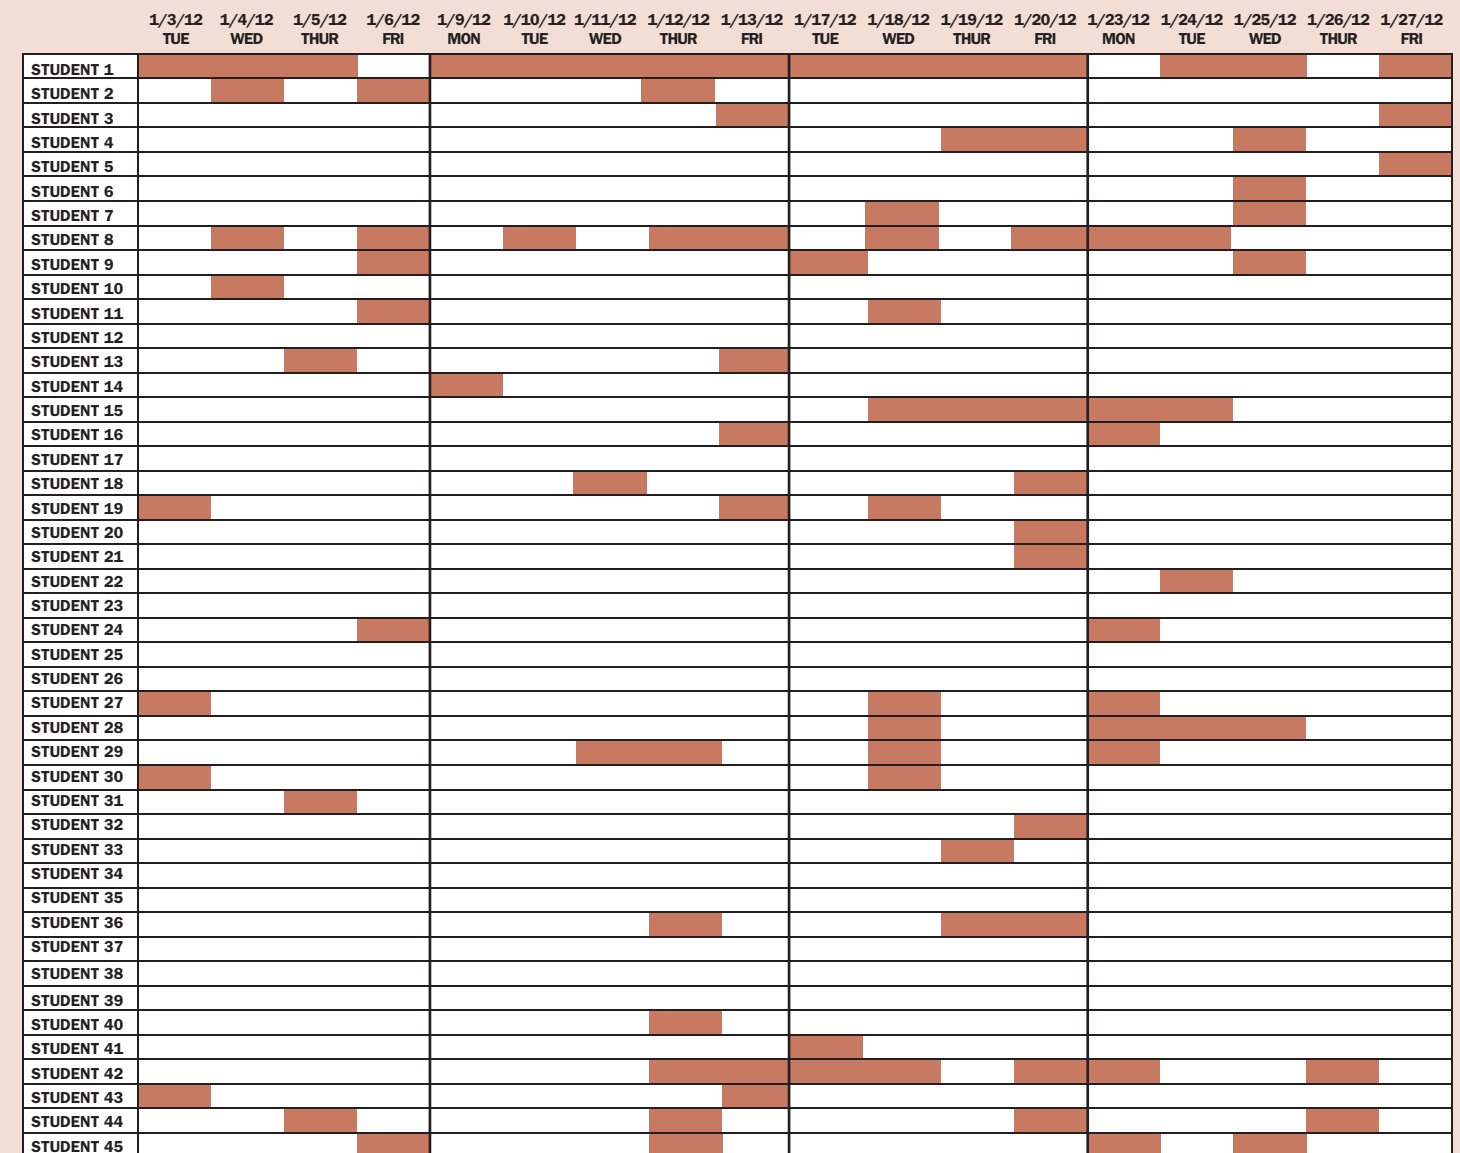 1/3/12 1/4/12 1/5/12 1/6/12 1/9/12 1/10/12 1/11/12 1/12/12 1/13/12 1/17/12 1/18/12 1/19/12 1/20/12 1/23/12 1/24/12 1/25/12 1/26/12 1/27/12
TUE WED THUR FRI MON TUE WED THUR FRI TUE WED THUR FRI MON TUE WED THUR FRI
STUDENT 1
STUDENT 2
STUDENT 3
STUDENT 4
STUDENT 5
STUDENT 6
STUDENT 7
STUDENT 8
STUDENT 9
STUDENT 10
STUDENT 11
STUDENT 12
STUDENT 13
STUDENT 14
STUDENT 15
STUDENT 16
STUDENT 17
STUDENT 18
STUDENT 19
STUDENT 20
STUDENT 21
STUDENT 22
STUDENT 23
STUDENT 24
STUDENT 25
STUDENT 26
STUDENT 27
STUDENT 28
STUDENT 29
STUDENT 30
STUDENT 31
STUDENT 32
STUDENT 33
STUDENT 34
STUDENT 35
STUDENT 36
STUDENT 37
STUDENT 38
STUDENT 39
STUDENT 40
STUDENT 41
STUDENT 42
STUDENT 43
STUDENT 44
STUDENT 45